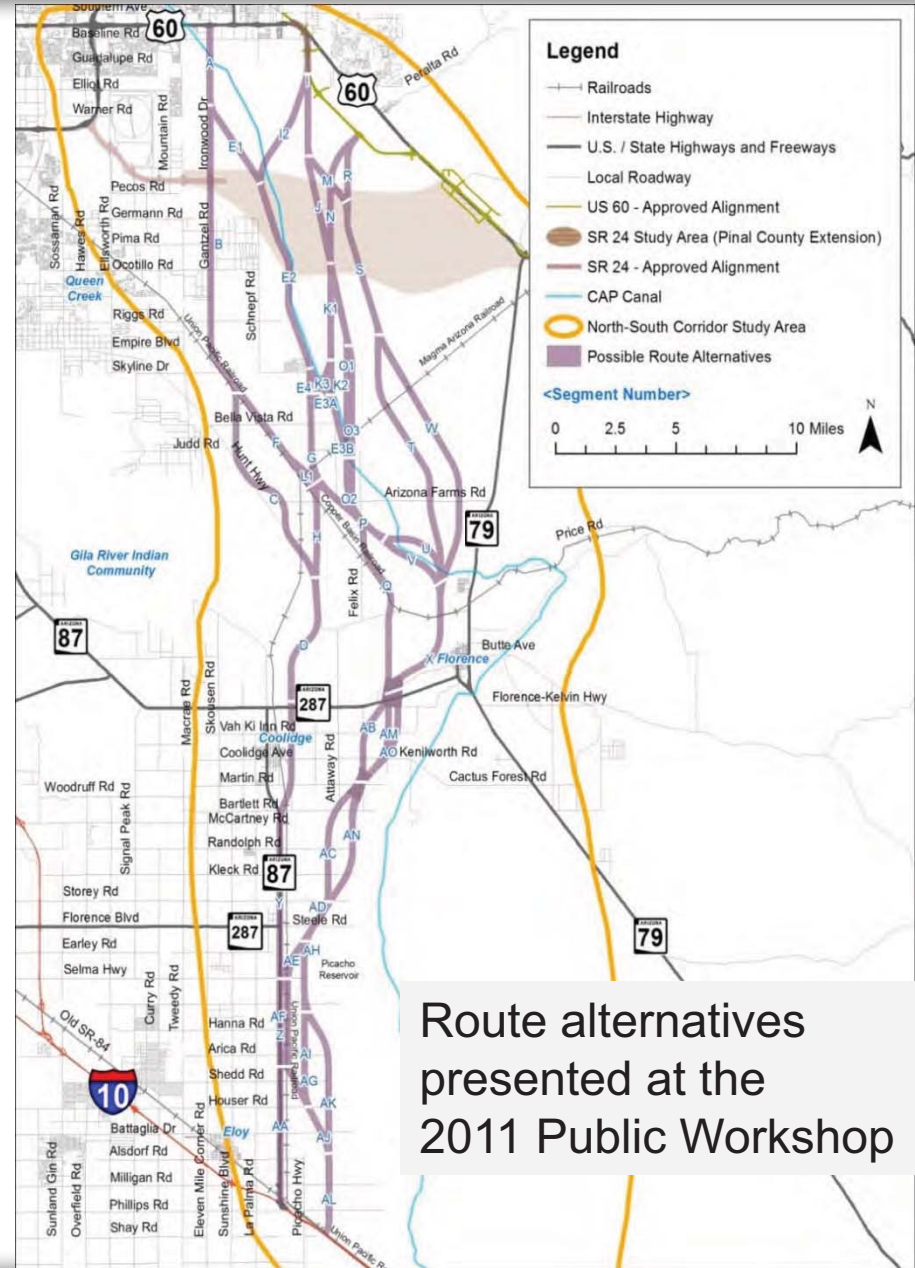 Southern Ave
Baseline Rd
60
Guadalupe Rd
Elliot Rd
Warner Rd
Mountain Rd
Ironwood Dr
A
60
Peralta Rd
E1
I2
I
Pecos Rd
M
R
Germann Rd
J
N
Sossaman Rd
Hawes Rd
Ellsworth Rd
Pima Rd
Gantzel Rd
B
Ocotillo Rd
S
Queen
Creek
Schnepf Rd
E2
Riggs Rd
Union Pacific Railroad
K1
Magma Arizona Railroad
Empire Blvd
Skyline Dr
O1
E4
K3
K2
E3A
Bella Vista Rd
O3
W
Judd Rd
Hunt Hwy
F
E3B
T
G
L1
C
O2
Arizona Farms Rd
Copper Basin Railroad
P
ARIZONA
79
Price Rd
H
U
V
Gila River Indian
Community
Felix Rd
Q
87
D
Butte Ave
X
Florence
Macrae Rd
Skousen Rd
ARIZONA
287
Florence-Kelvin Hwy
Vah Ki Inn Rd
AB
Coolidge
AM
Coolidge Ave
Attaway Rd
AO
Kenilworth Rd
Martin Rd
Cactus Forest Rd
Woodruff Rd
Signal Peak Rd
Bartlett Rd
McCartney Rd
Randolph Rd
AN
AC
Kleck Rd
ARIZONA
87
Storey Rd
Y
AD
Florence Blvd
ARIZONA
287
Steele Rd
Earley Rd
AH
Selma Hwy
AE
Picacho
Reservoir
Curry Rd
Tweedy Rd
Old SR-84
Hanna Rd
AF
Z
Union Pacific Railroad
Arica Rd
AI
10
Shedd Rd
AG
Houser Rd
AK
Battaglia Dr
Eloy
AA
AJ
Alsdorf Rd
Sunland Gin Rd
Overfield Rd
Eleven Mile Corner Rd
Sunshine Blvd
La Palma Rd
Picacho Hwy
Milligan Rd
Phillips Rd
AL
Shay Rd
Union Pacific R
ARIZONA
79
Legend
Railroads
Interstate Highway
U.S. / State Highways and Freeways
Local Roadway
US 60 - Approved Alignment
SR 24 Study Area (Pinal County Extension)
SR 24 - Approved Alignment
CAP Canal
North-South Corridor Study Area
Possible Route Alternatives
<Segment Number>
N
0 2.5 5 10 Miles
Route alternatives
presented at the
2011 Public Workshop